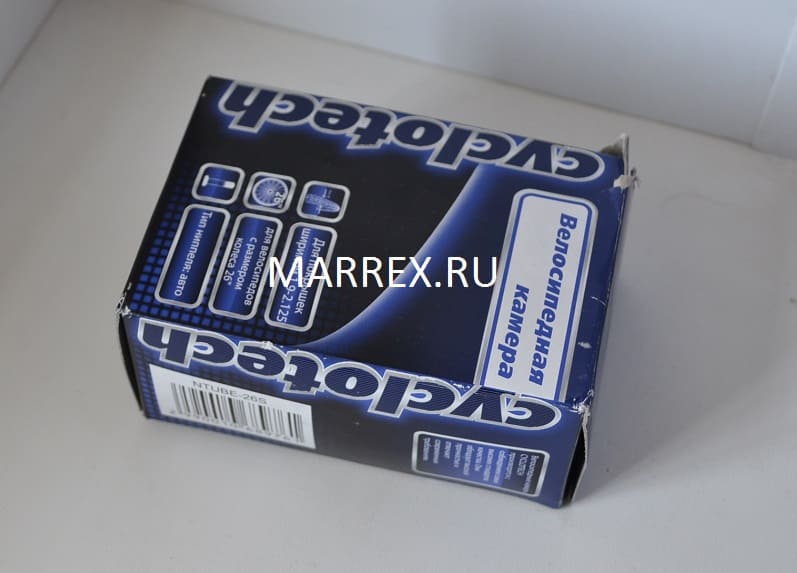 cyclotech
Велосипедная
камера
Для покрышек
шириной 1.9-2.125
26"
Для велосипедов
с размером
колеса 26"
Тип ниппеля: авто
MARREX.RU
cyclotech
NTUBE-26S